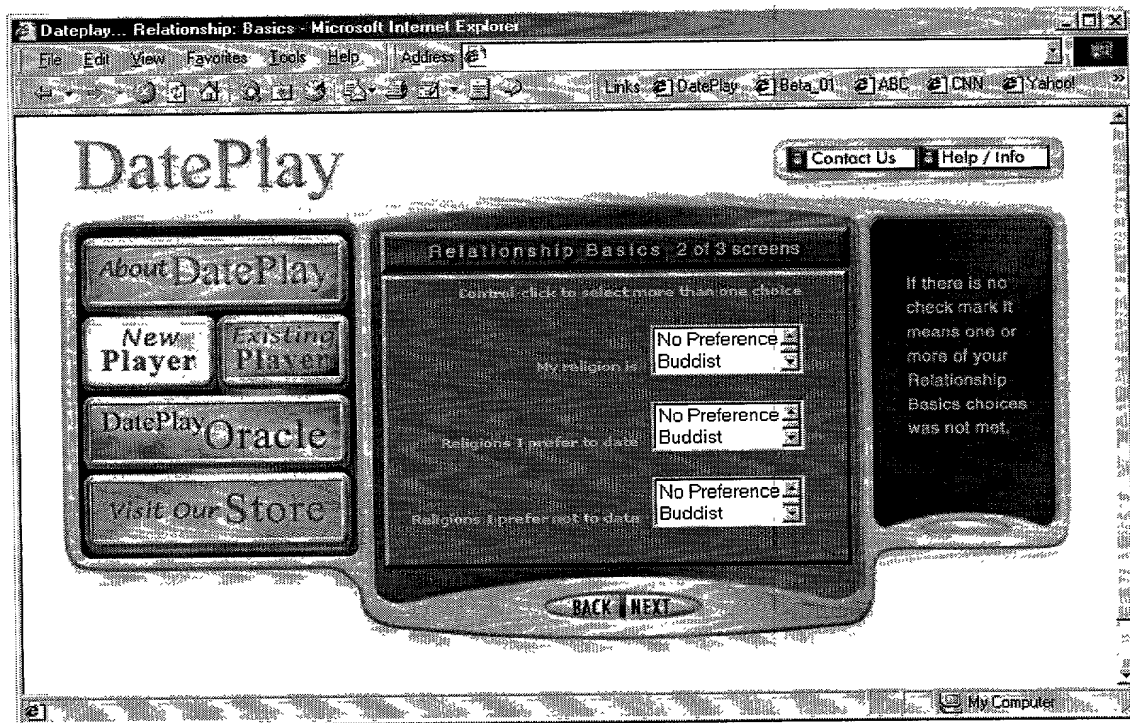 Dateplay... Relationship: Basics - Microsoft Internet Explorer
File Edit View Favorites Tools Help Address
Links DatePlay Beta_01 ABC CNN Yahoo! »
DatePlay
Contact Us Help / Info
About DatePlay
New Player
Existing Player
DatePlay Oracle
Visit Our Store
Relationship Basics 2 of 3 screens
Control-click to select more than one choice
My religion is
No Preference
Buddist
Religions I prefer to date
No Preference
Buddist
Religions I prefer not to date
No Preference
Buddist
BACK NEXT
If there is no
check mark it
means one or
more of your
Relationship
Basics choices
was not met.
My Computer